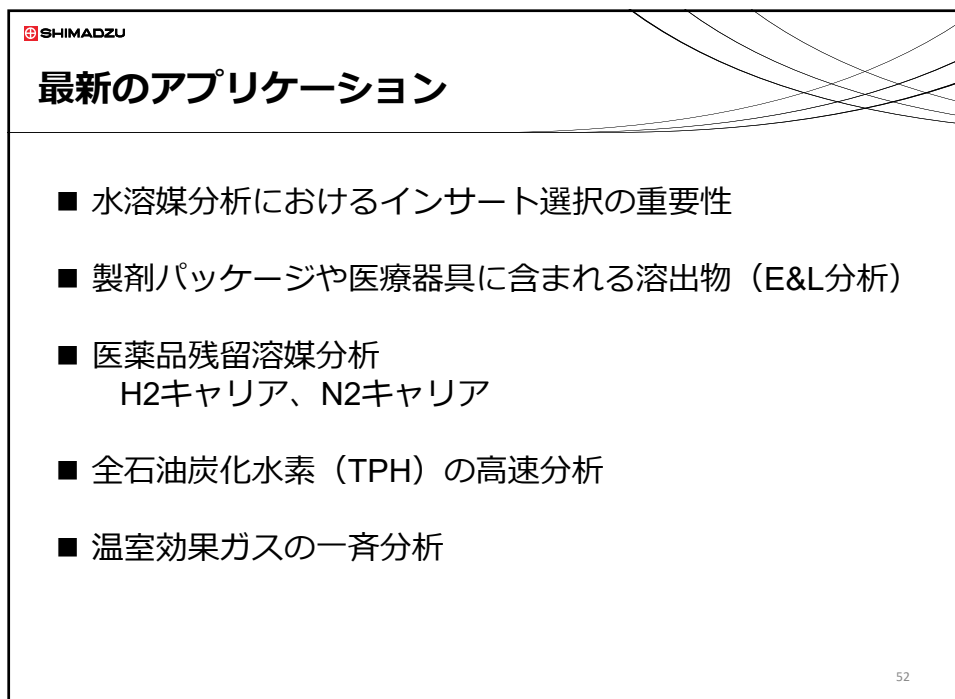 SHIMADZU
最新のアプリケーション
■ 水溶媒分析におけるインサート選択の重要性
■ 製剤パッケージや医療器具に含まれる溶出物（E&L分析）
■ 医薬品残留溶媒分析
H2キャリア、N2キャリア
■ 全石油炭化水素（TPH）の高速分析
■ 温室効果ガスの一斉分析
52